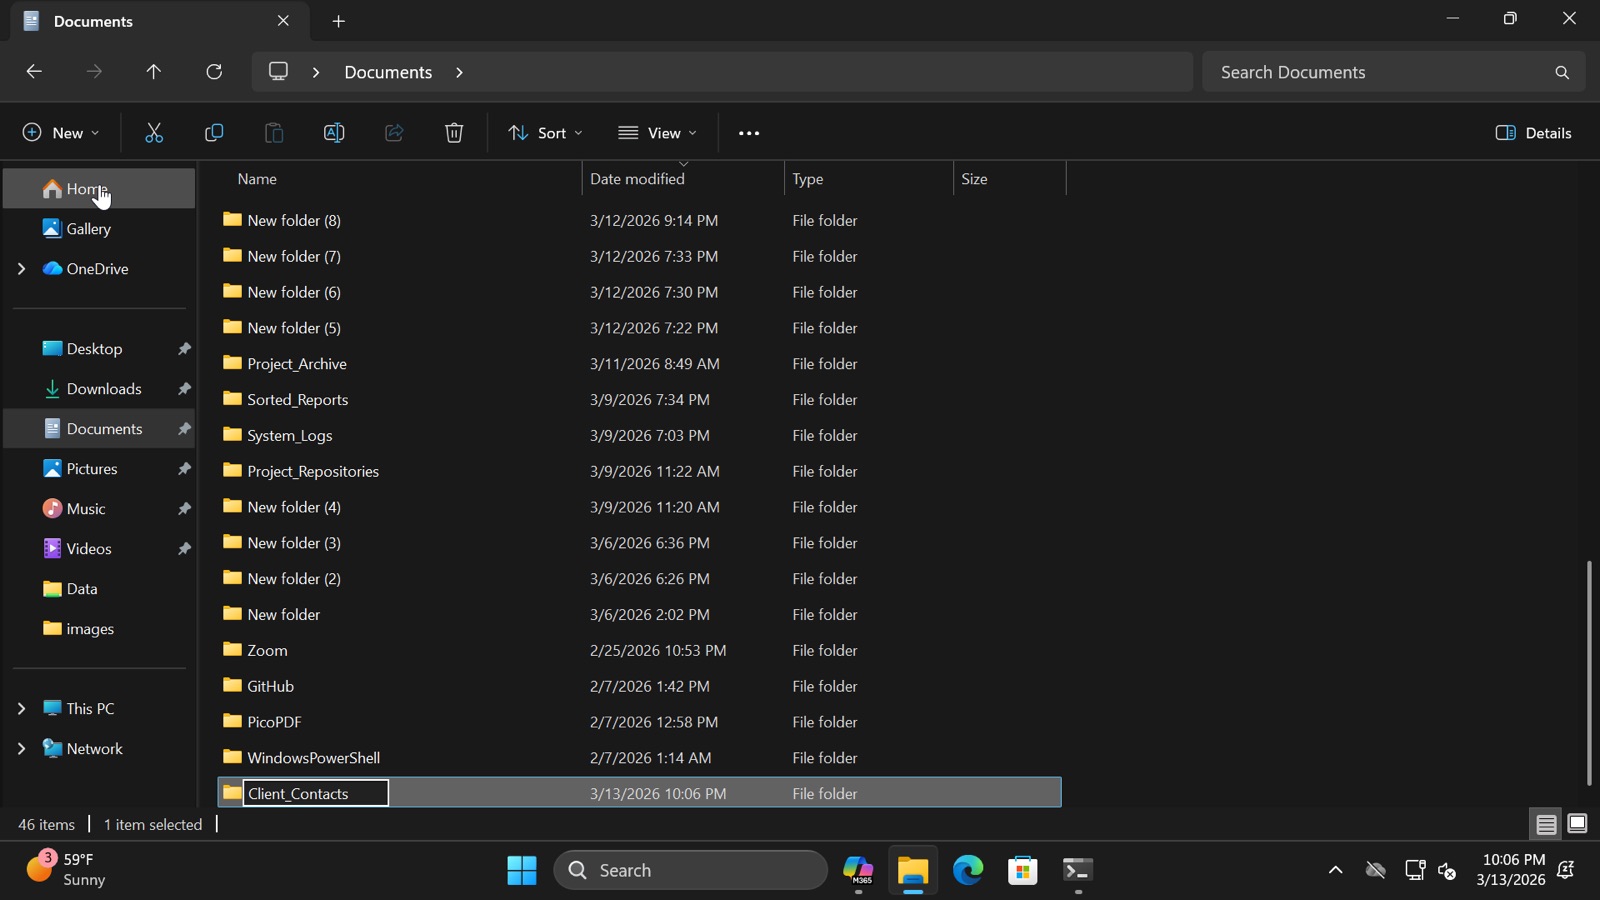 Documents
Documents
Search Documents
New
Sort
View
Details
Home
Gallery
OneDrive
Desktop
Downloads
Documents
Pictures
Music
Videos
Data
images
This PC
Network
Name Date modified Type Size
New folder (8) 3/12/2026 9:14 PM File folder
New folder (7) 3/12/2026 7:33 PM File folder
New folder (6) 3/12/2026 7:30 PM File folder
New folder (5) 3/12/2026 7:22 PM File folder
Project_Archive 3/11/2026 8:49 AM File folder
Sorted_Reports 3/9/2026 7:34 PM File folder
System_Logs 3/9/2026 7:03 PM File folder
Project_Repositories 3/9/2026 11:22 AM File folder
New folder (4) 3/9/2026 11:20 AM File folder
New folder (3) 3/6/2026 6:36 PM File folder
New folder (2) 3/6/2026 6:26 PM File folder
New folder 3/6/2026 2:02 PM File folder
Zoom 2/25/2026 10:53 PM File folder
GitHub 2/7/2026 1:42 PM File folder
PicoPDF 2/7/2026 12:58 PM File folder
WindowsPowerShell 2/7/2026 1:14 AM File folder
Client_Contacts 3/13/2026 10:06 PM File folder
46 items 1 item selected
3
59°F
Sunny
Search
M365
10:06 PM
3/13/2026